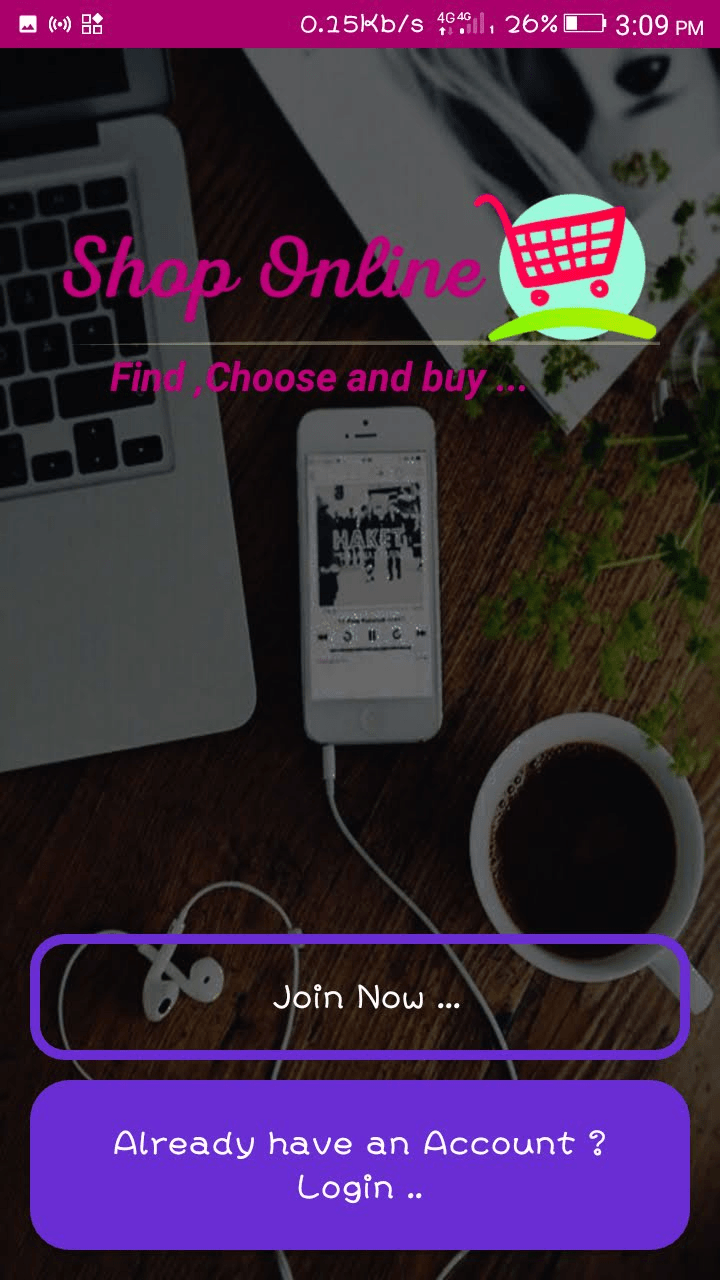 0.15Kb/s 4G 4G 26% 3:09 PM
Shop Online
Find ,Choose and buy ...
HAKET
Join Now ...
Already have an Account ?
Login ..